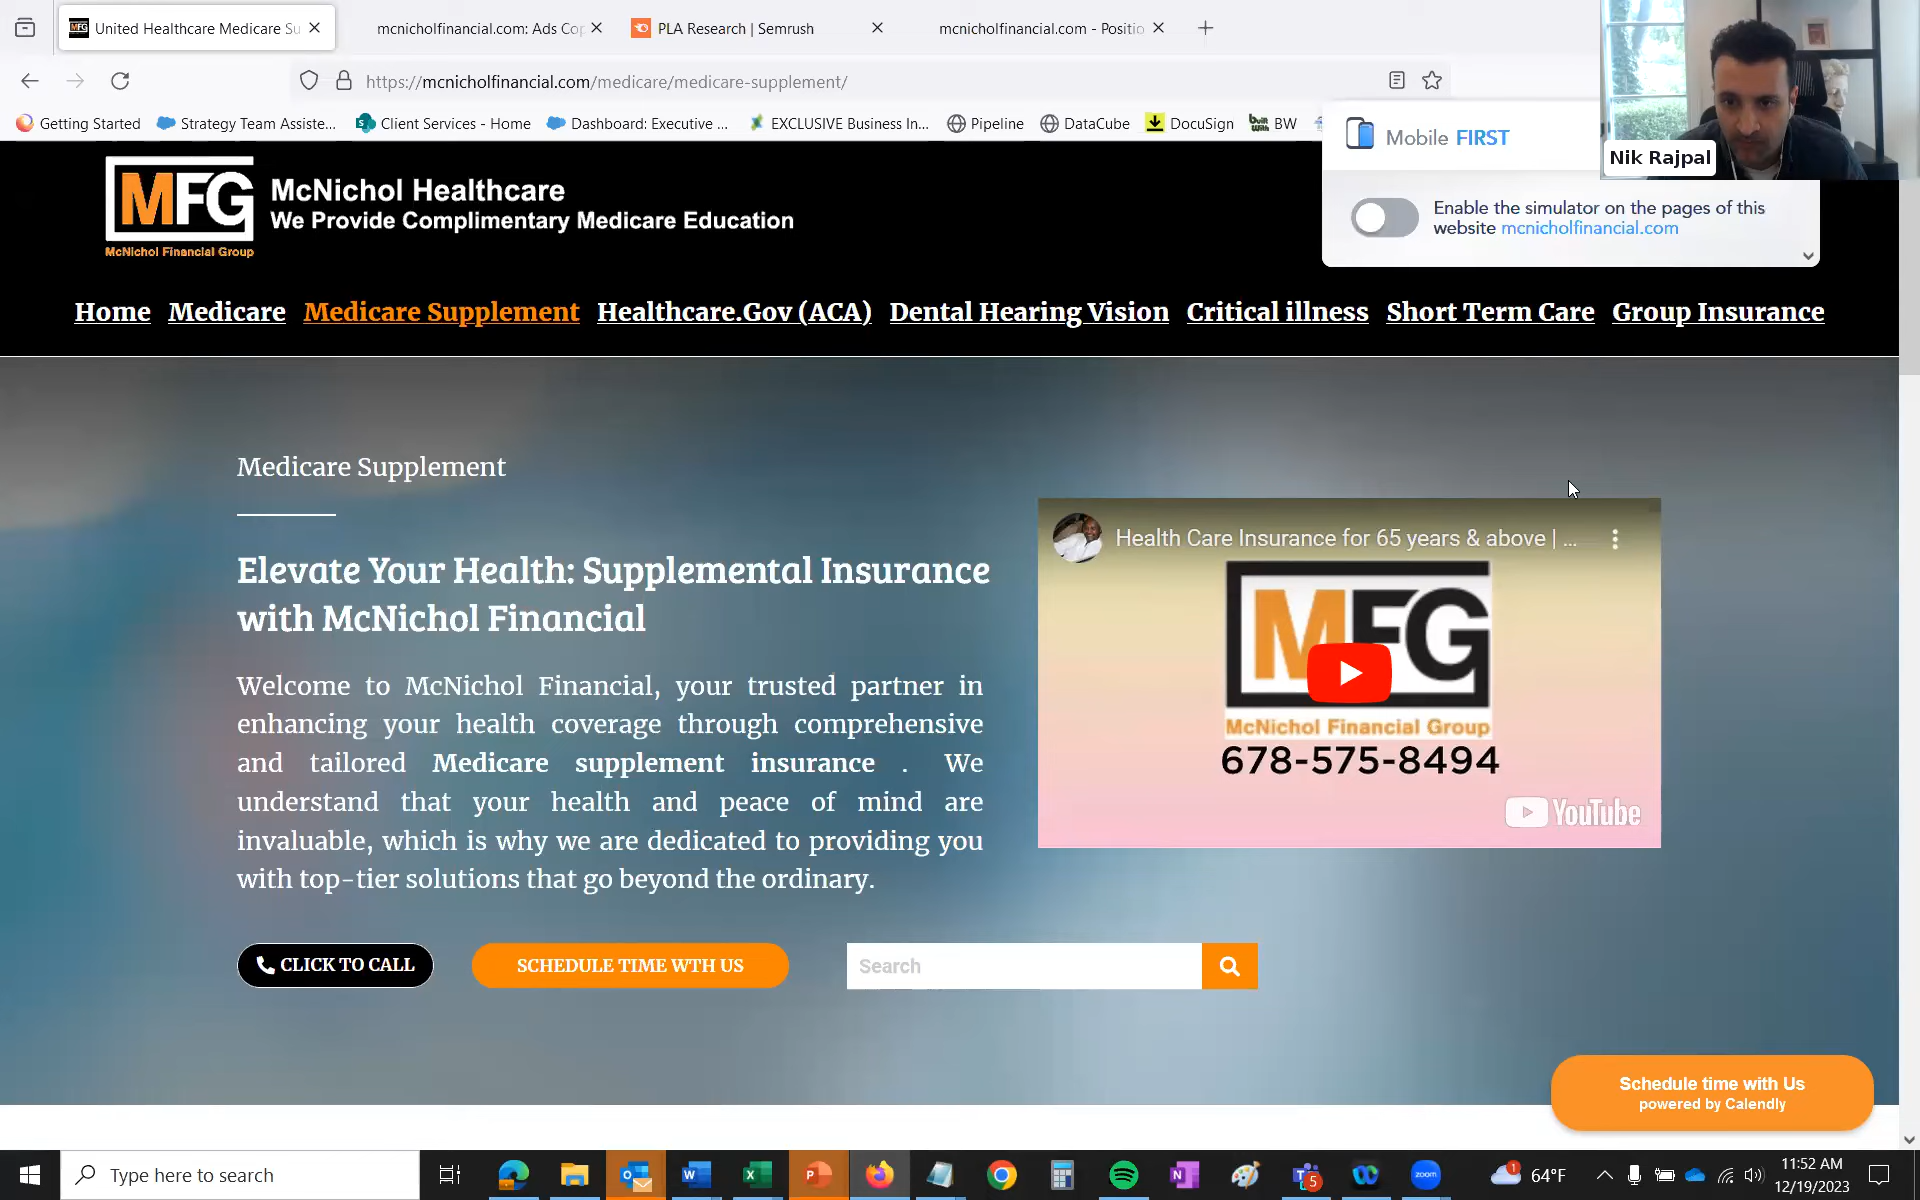 United Healthcare Medicare Su
mcnicholfinancial.com: Ads Cop
PLA Research | Semrush
mcnicholfinancial.com - Positio
https://mcnicholfinancial.com/medicare/medicare-supplement/
Getting Started
Strategy Team Assiste...
Client Services - Home
Dashboard: Executive ...
EXCLUSIVE Business In...
Pipeline
DataCube
DocuSign
built with
BW
Mobile FIRST
Enable the simulator on the pages of this
website mcnicholfinancial.com
Nik Rajpal
MFG
McNichol Financial Group
McNichol Healthcare
We Provide Complimentary Medicare Education
Home Medicare Medicare Supplement Healthcare.Gov (ACA) Dental Hearing Vision Critical illness Short Term Care Group Insurance
Medicare Supplement
Elevate Your Health: Supplemental Insurance
with McNichol Financial
Welcome to McNichol Financial, your trusted partner in
enhancing your health coverage through comprehensive
and tailored Medicare supplement insurance . We
understand that your health and peace of mind are
invaluable, which is why we are dedicated to providing you
with top-tier solutions that go beyond the ordinary.
Health Care Insurance for 65 years & above | ...
MFG
McNichol Financial Group
678-575-8494
YouTube
CLICK TO CALL
SCHEDULE TIME WTH US
Search
Schedule time with Us
powered by Calendly
Type here to search
zoom
5
1
64°F
11:52 AM
12/19/2023